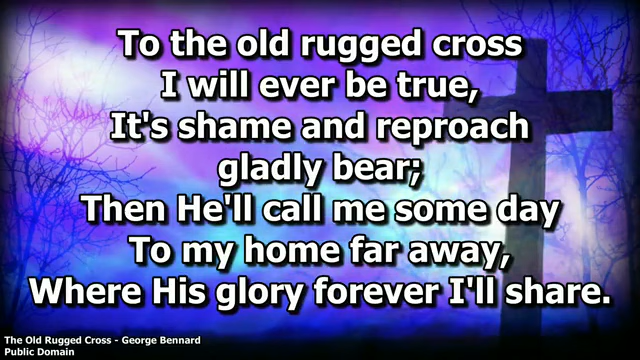 To the old rugged cross
I will ever be true,
It's shame and reproach
gladly bear;
Then He'll call me some day
To my home far away,
Where His glory forever I'll share.
The Old Rugged Cross - George Bennard
Public Domain